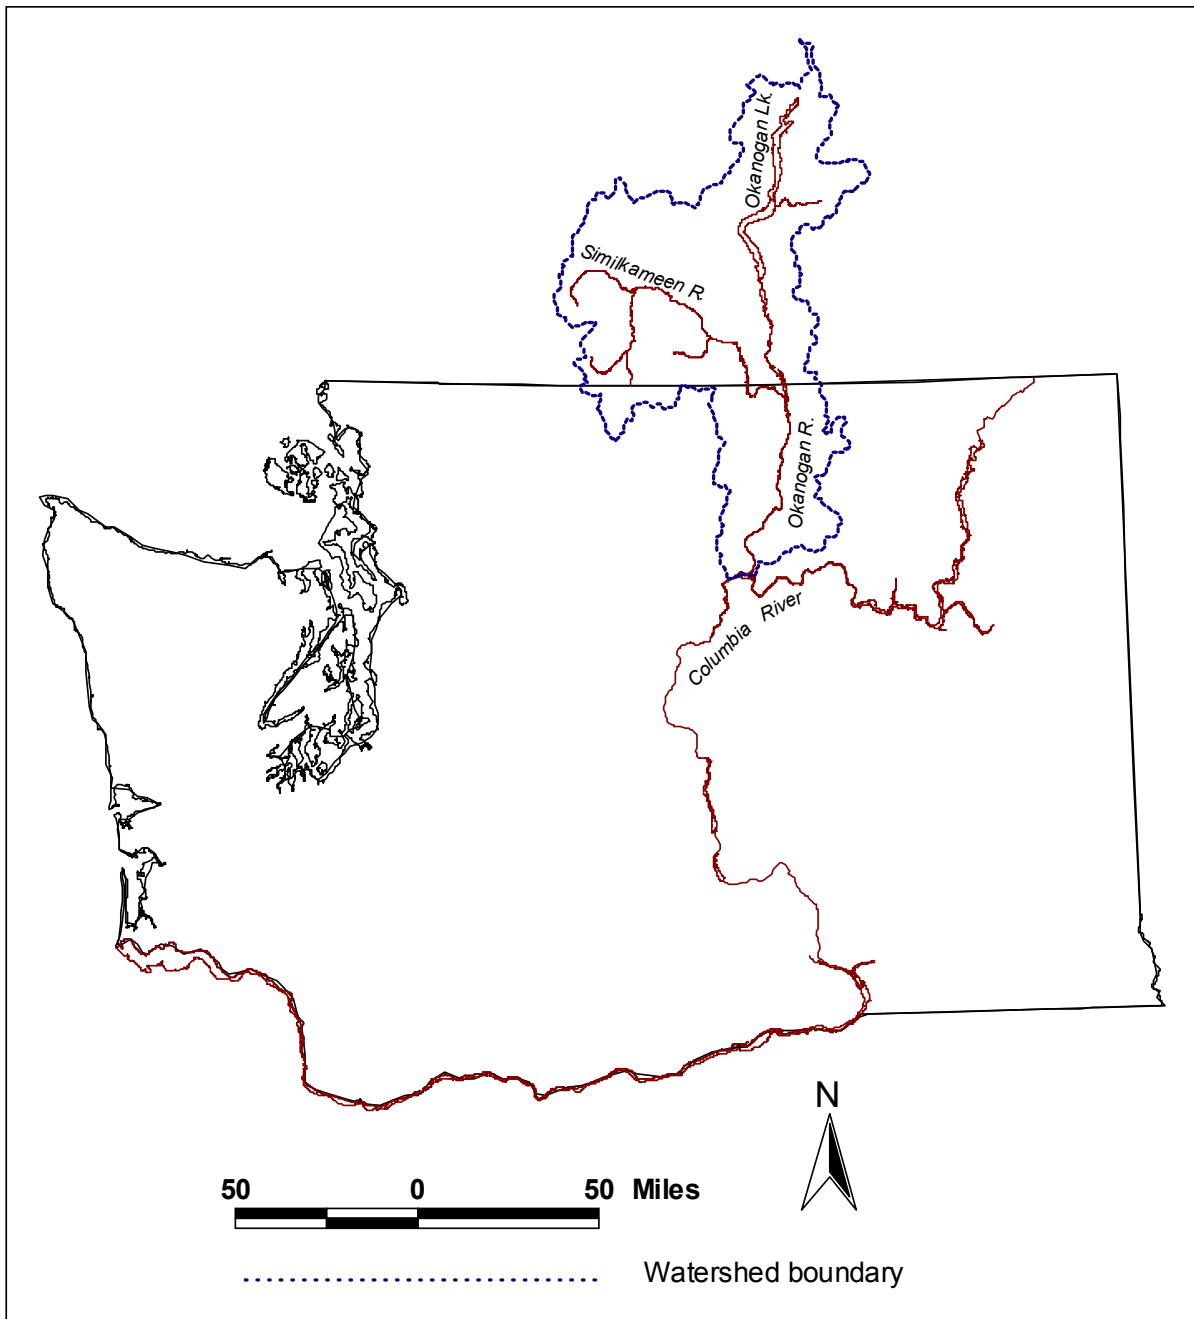 Okanogan Lk.
Similkameen R
Okanogan R.
Columbia River
N
50 0 50 Miles
Watershed boundary